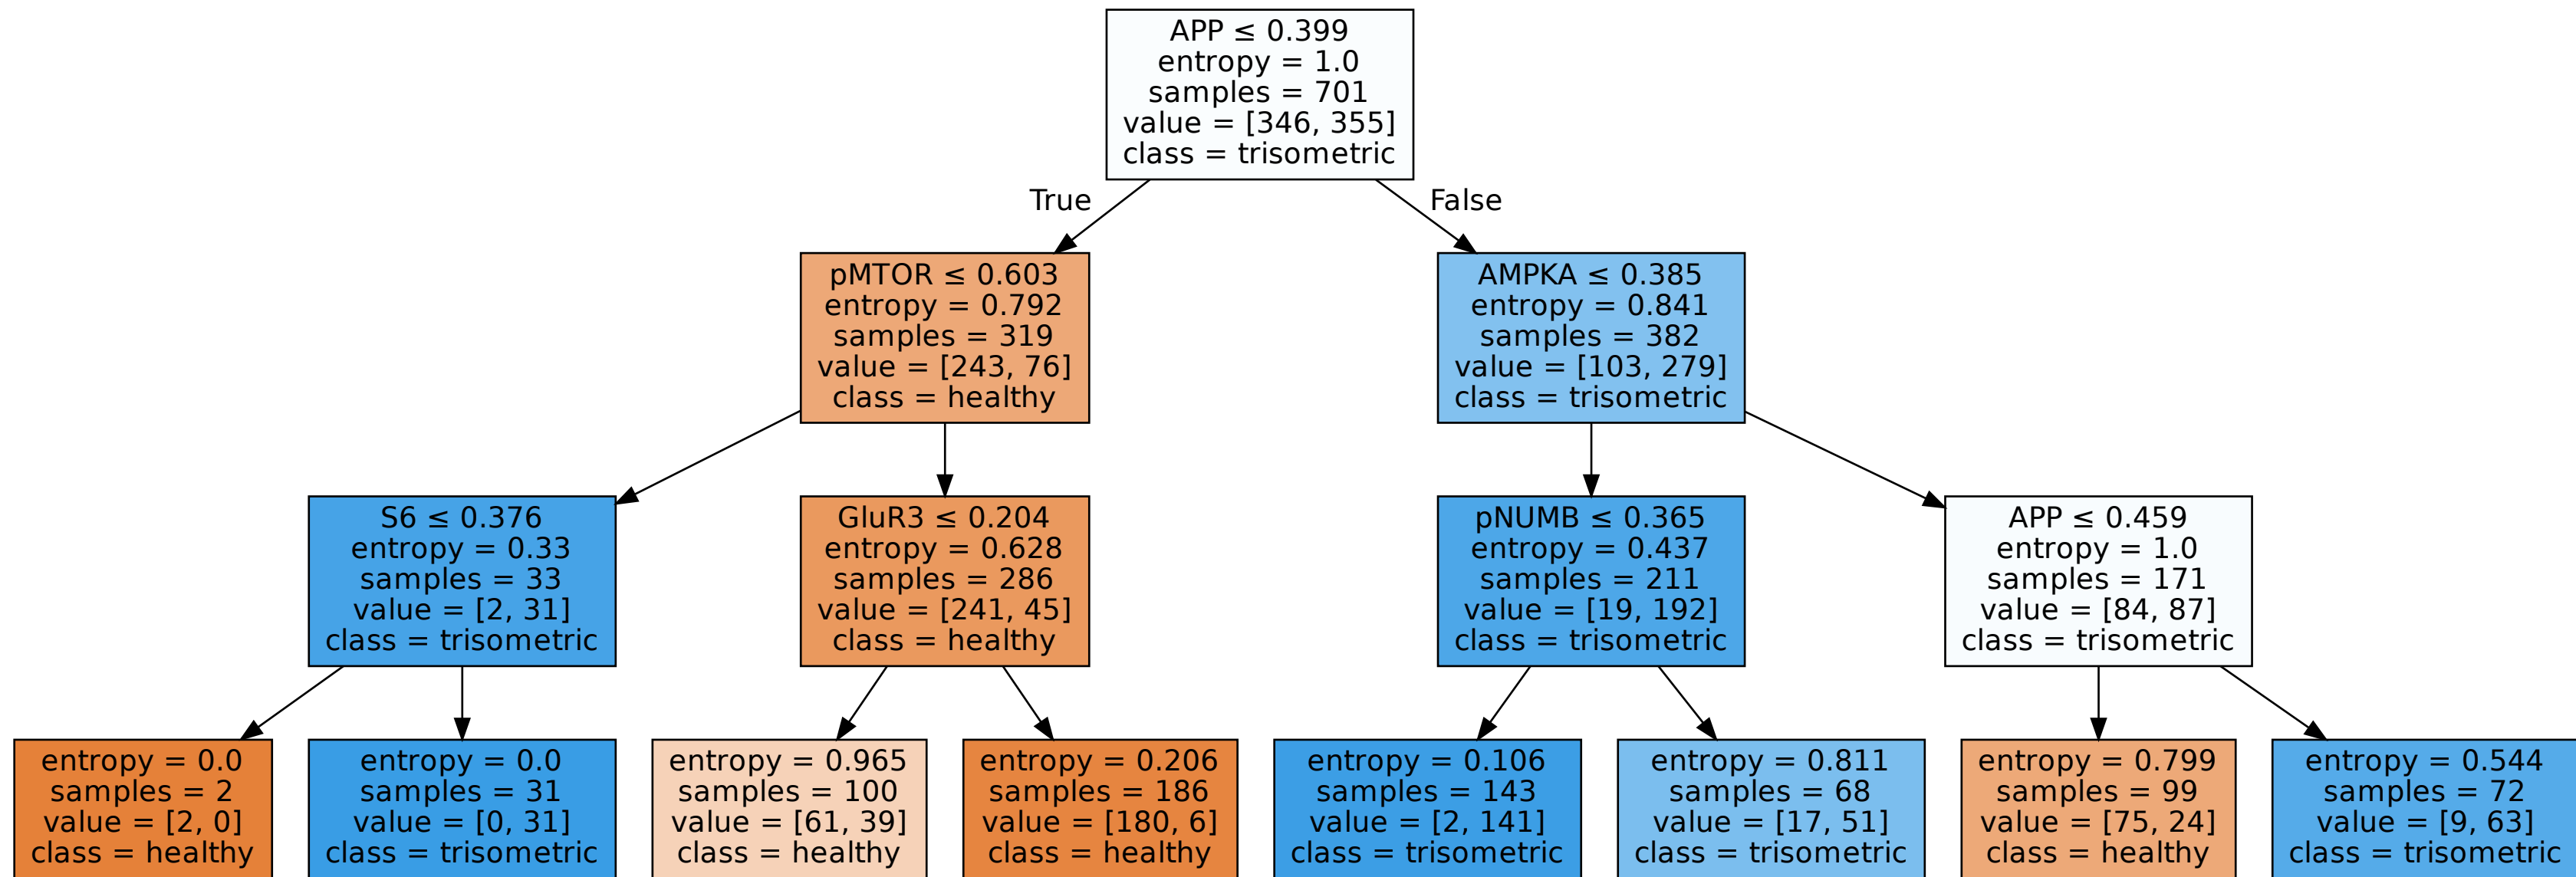 APP ≤ 0.399
entropy = 1.0
samples = 701
value = [346, 355]
class = trisometric
True
False
pMTOR ≤ 0.603
entropy = 0.792
samples = 319
value = [243, 76]
class = healthy
AMPKA ≤ 0.385
entropy = 0.841
samples = 382
value = [103, 279]
class = trisometric
S6 ≤ 0.376
entropy = 0.33
samples = 33
value = [2, 31]
class = trisometric
GluR3 ≤ 0.204
entropy = 0.628
samples = 286
value = [241, 45]
class = healthy
pNUMB ≤ 0.365
entropy = 0.437
samples = 211
value = [19, 192]
class = trisometric
APP ≤ 0.459
entropy = 1.0
samples = 171
value = [84, 87]
class = trisometric
entropy = 0.0
samples = 2
value = [2, 0]
class = healthy
entropy = 0.0
samples = 31
value = [0, 31]
class = trisometric
entropy = 0.965
samples = 100
value = [61, 39]
class = healthy
entropy = 0.206
samples = 186
value = [180, 6]
class = healthy
entropy = 0.106
samples = 143
value = [2, 141]
class = trisometric
entropy = 0.811
samples = 68
value = [17, 51]
class = trisometric
entropy = 0.799
samples = 99
value = [75, 24]
class = healthy
entropy = 0.544
samples = 72
value = [9, 63]
class = trisometric